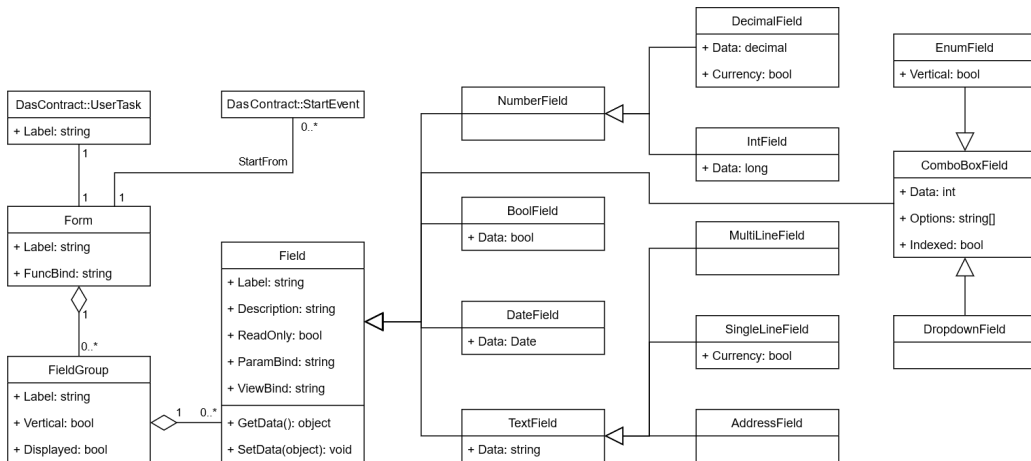 DasContract::UserTask
+ Label: string
1
1
DasContract::StartEvent
0..*
StartFrom
1
Form
+ Label: string
+ FuncBind: string
1
0..*
FieldGroup
+ Label: string
+ Vertical: bool
+ Displayed: bool
1
0..*
Field
+ Label: string
+ Description: string
+ ReadOnly: bool
+ ParamBind: string
+ ViewBind: string
+ GetData(): object
+ SetData(object): void
NumberField
BoolField
+ Data: bool
DateField
+ Data: Date
TextField
+ Data: string
DecimalField
+ Data: decimal
+ Currency: bool
IntField
+ Data: long
MultiLineField
SingleLineField
+ Currency: bool
AddressField
EnumField
+ Vertical: bool
ComboBoxField
+ Data: int
+ Options: string[]
+ Indexed: bool
DropdownField